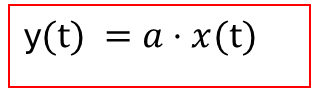 y(t) = a · x(t)